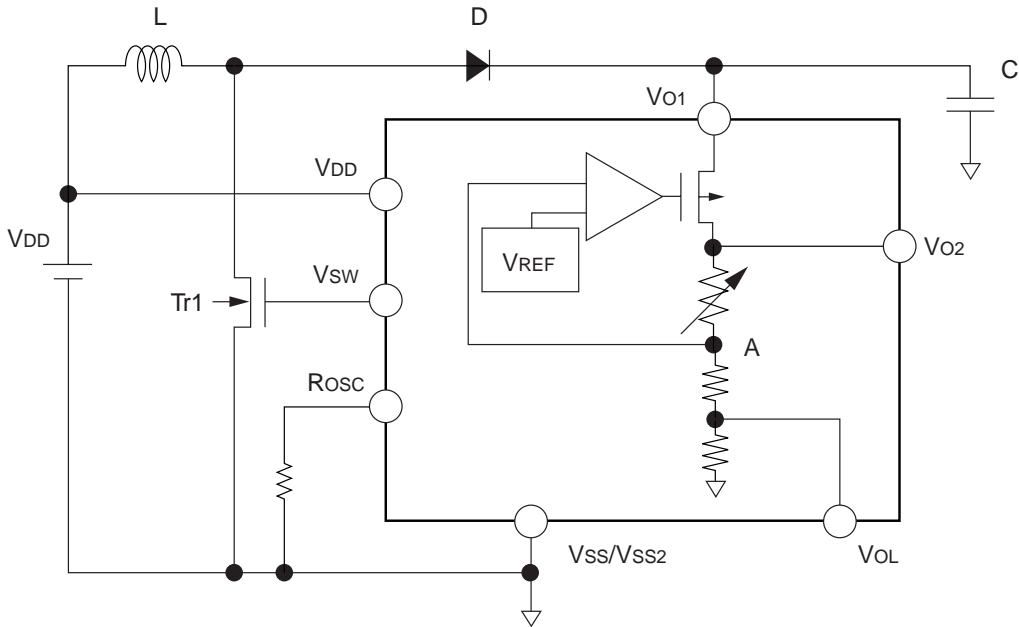 L
D
C
VO1
VDD
VDD
VREF
VO2
VSW
Tr1
A
ROSC
VSS/VSS2
VOL